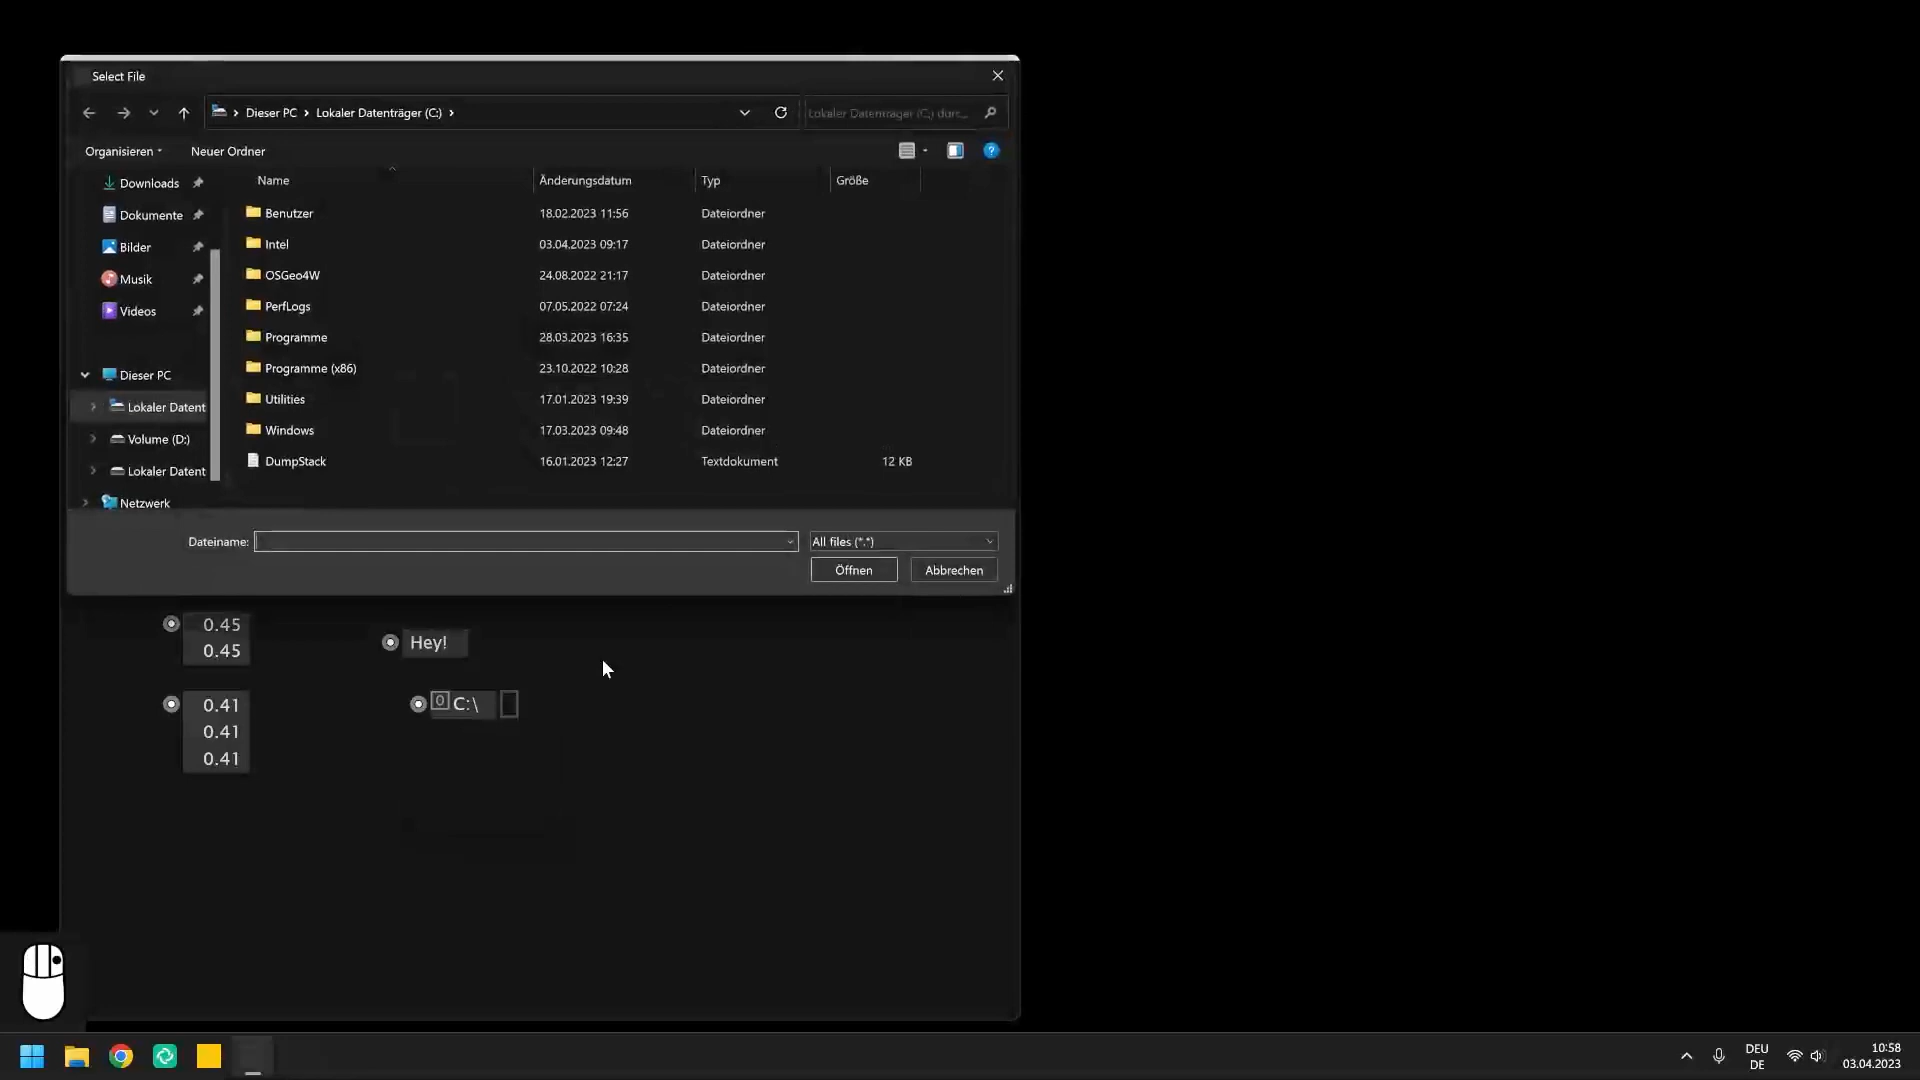 Select File
Dieser PC
Lokaler Datenträger (C:)
Lokaler Datenträger (C:) durc...
Organisieren
Neuer Ordner
Name
Änderungsdatum
Typ
Größe
Downloads
Dokumente
Bilder
Musik
Videos
Dieser PC
Lokaler Datent
Volume (D:)
Lokaler Datent
Netzwerk
Benutzer 18.02.2023 11:56 Dateiordner
Intel 03.04.2023 09:17 Dateiordner
OSGeo4W 24.08.2022 21:17 Dateiordner
PerfLogs 07.05.2022 07:24 Dateiordner
Programme 28.03.2023 16:35 Dateiordner
Programme (x86) 23.10.2022 10:28 Dateiordner
Utilities 17.01.2023 19:39 Dateiordner
Windows 17.03.2023 09:48 Dateiordner
DumpStack 16.01.2023 12:27 Textdokument 12 KB
Dateiname:
All files (*.*)
Öffnen
Abbrechen
0.45
0.45
Hey!
0.41
0.41
0.41
0 C:\
DEU
DE
10:58
03.04.2023